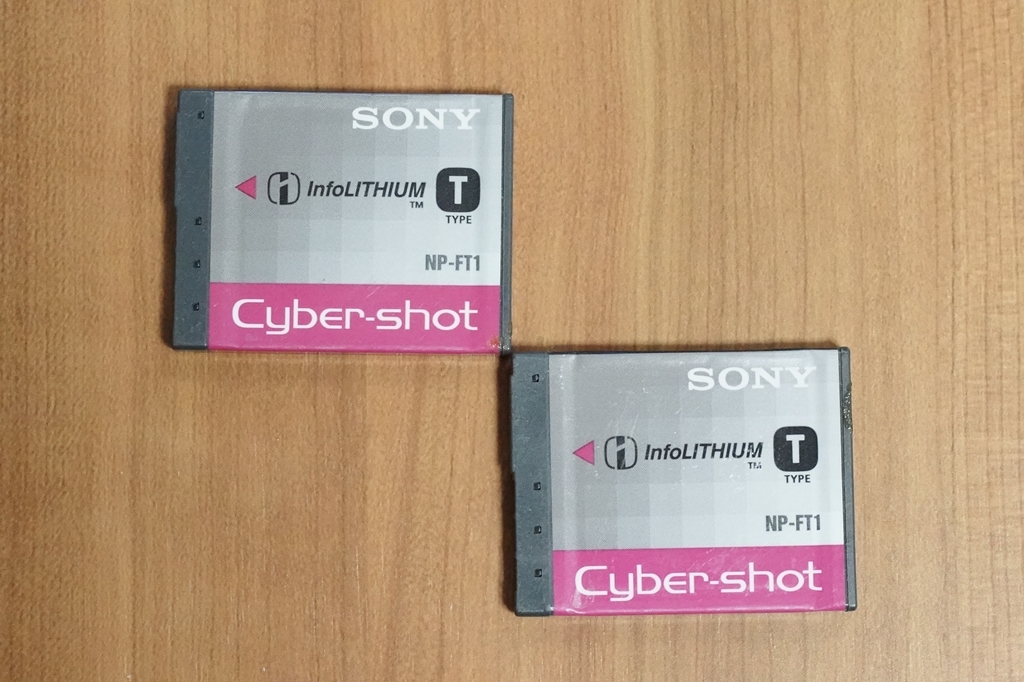 SONY
InfoLITHIUM TM T
TYPE
NP-FT1
Cyber-shot
SONY
InfoLITHIUM TM T
TYPE
NP-FT1
Cyber-shot